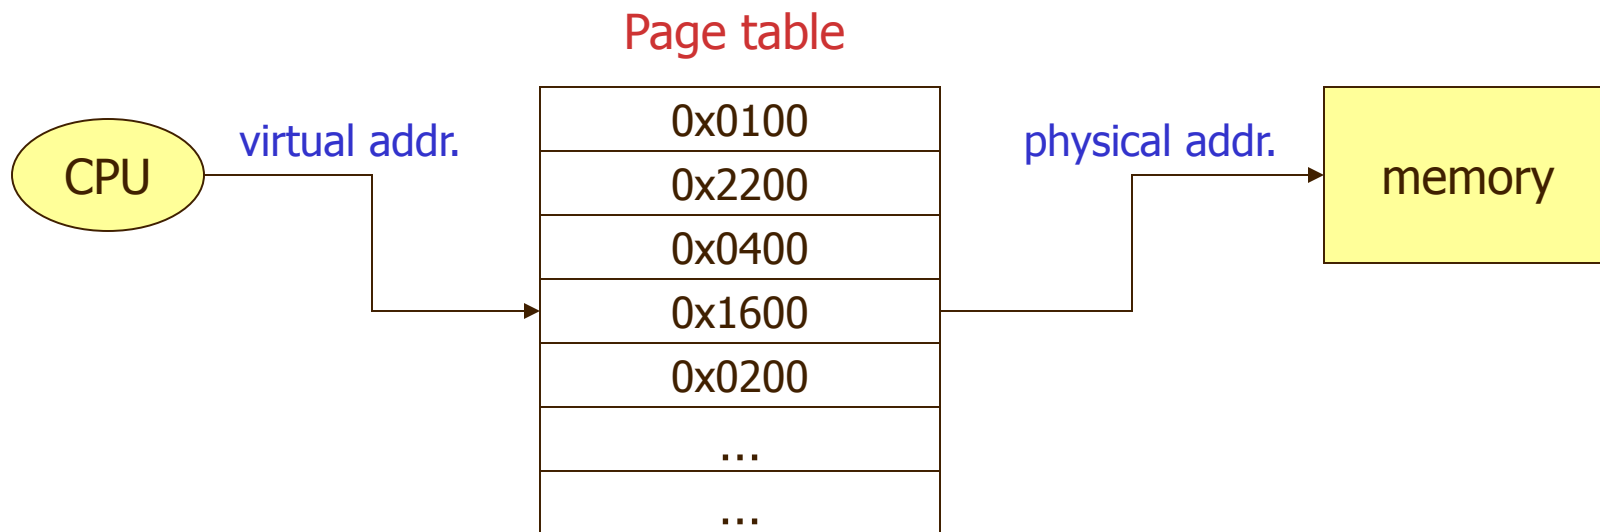 Page table
CPU
virtual addr.
0x0100
0x2200
0x0400
0x1600
0x0200
...
...
physical addr.
memory